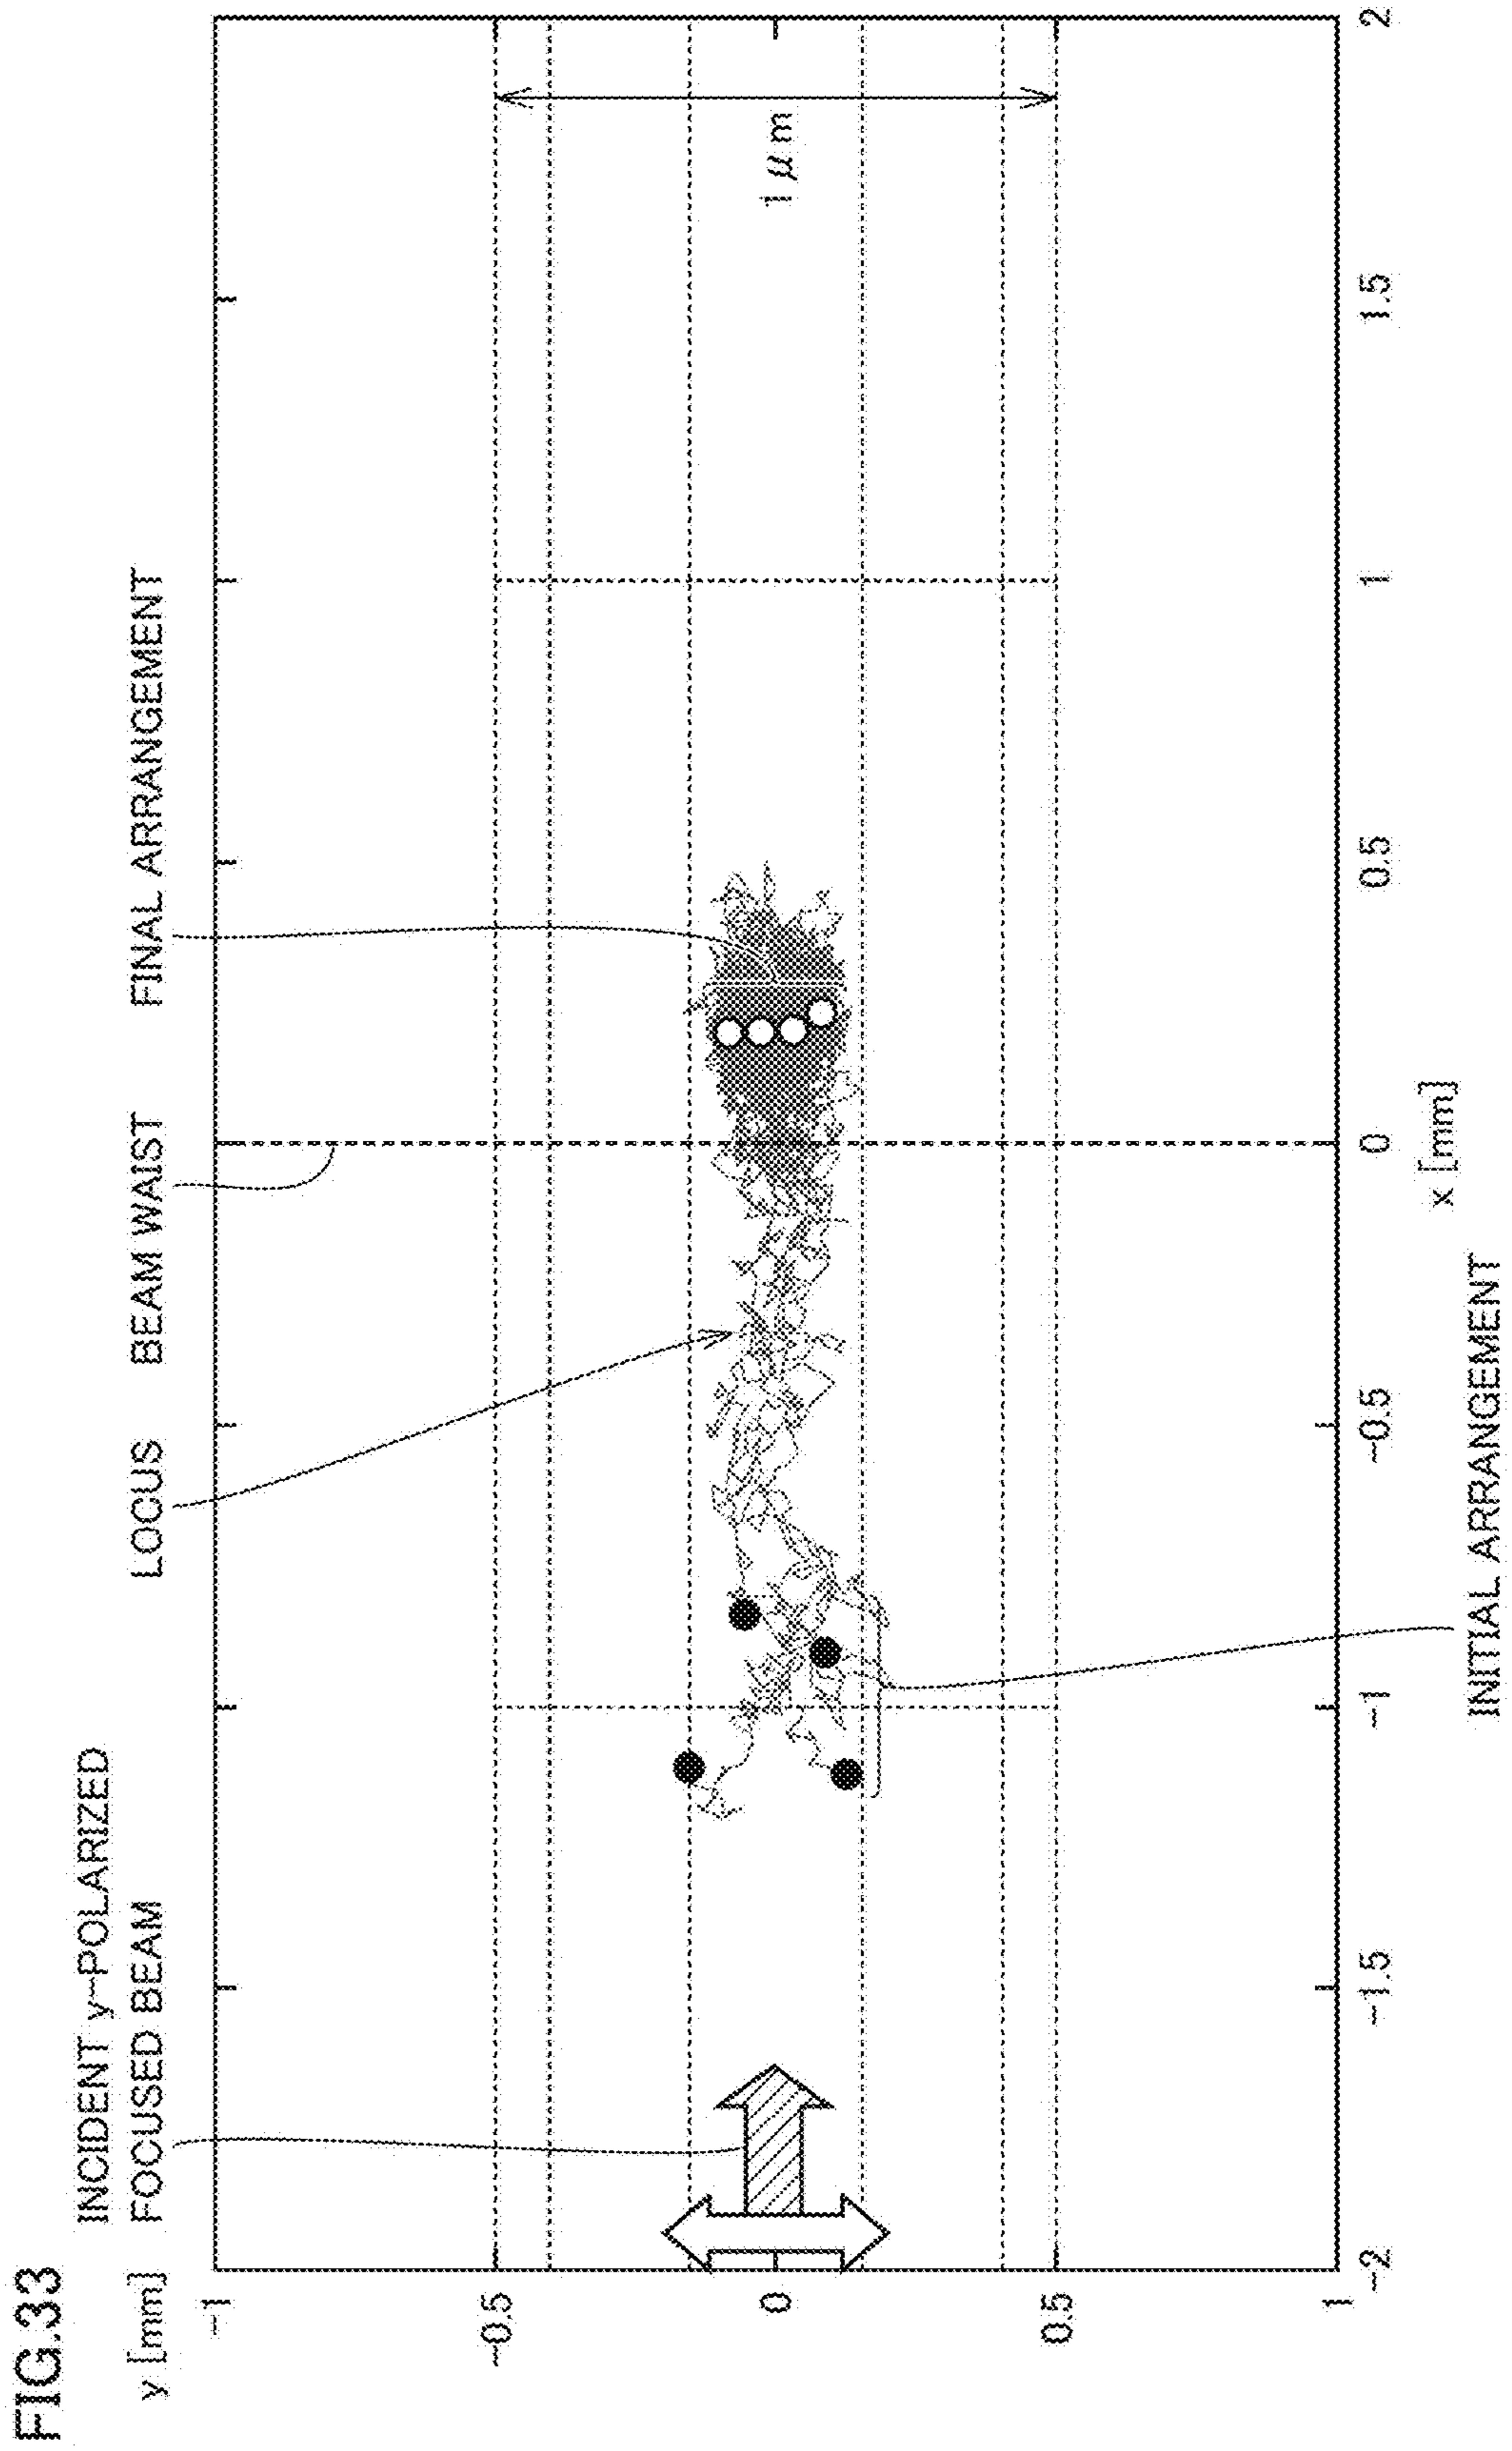 FIG.33
INCIDENT y-POLARIZED
FOCUSED BEAM
LOCUS
BEAM WAIST
FINAL ARRANGEMENT
y [mm]
-1
-0.5
0
0.5
1
1 μm
-2
-1.5
-1
-0.5
0
0.5
1
1.5
2
x [mm]
INITIAL ARRANGEMENT